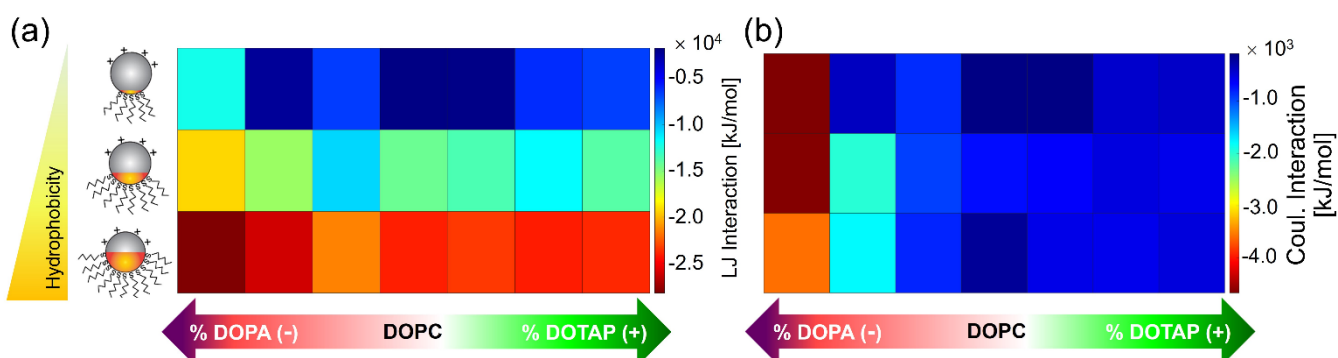 (a)
Hydrophobicity
+ + + +
+ + + +
+ + + +
× 10⁴
-0.5
-1.0
-1.5
-2.0
-2.5
LJ Interaction [kJ/mol]
% DOPA (-) DOPC % DOTAP (+)
(b)
× 10³
-1.0
-2.0
-3.0
-4.0
Coul. Interaction
[kJ/mol]
% DOPA (-) DOPC % DOTAP (+)